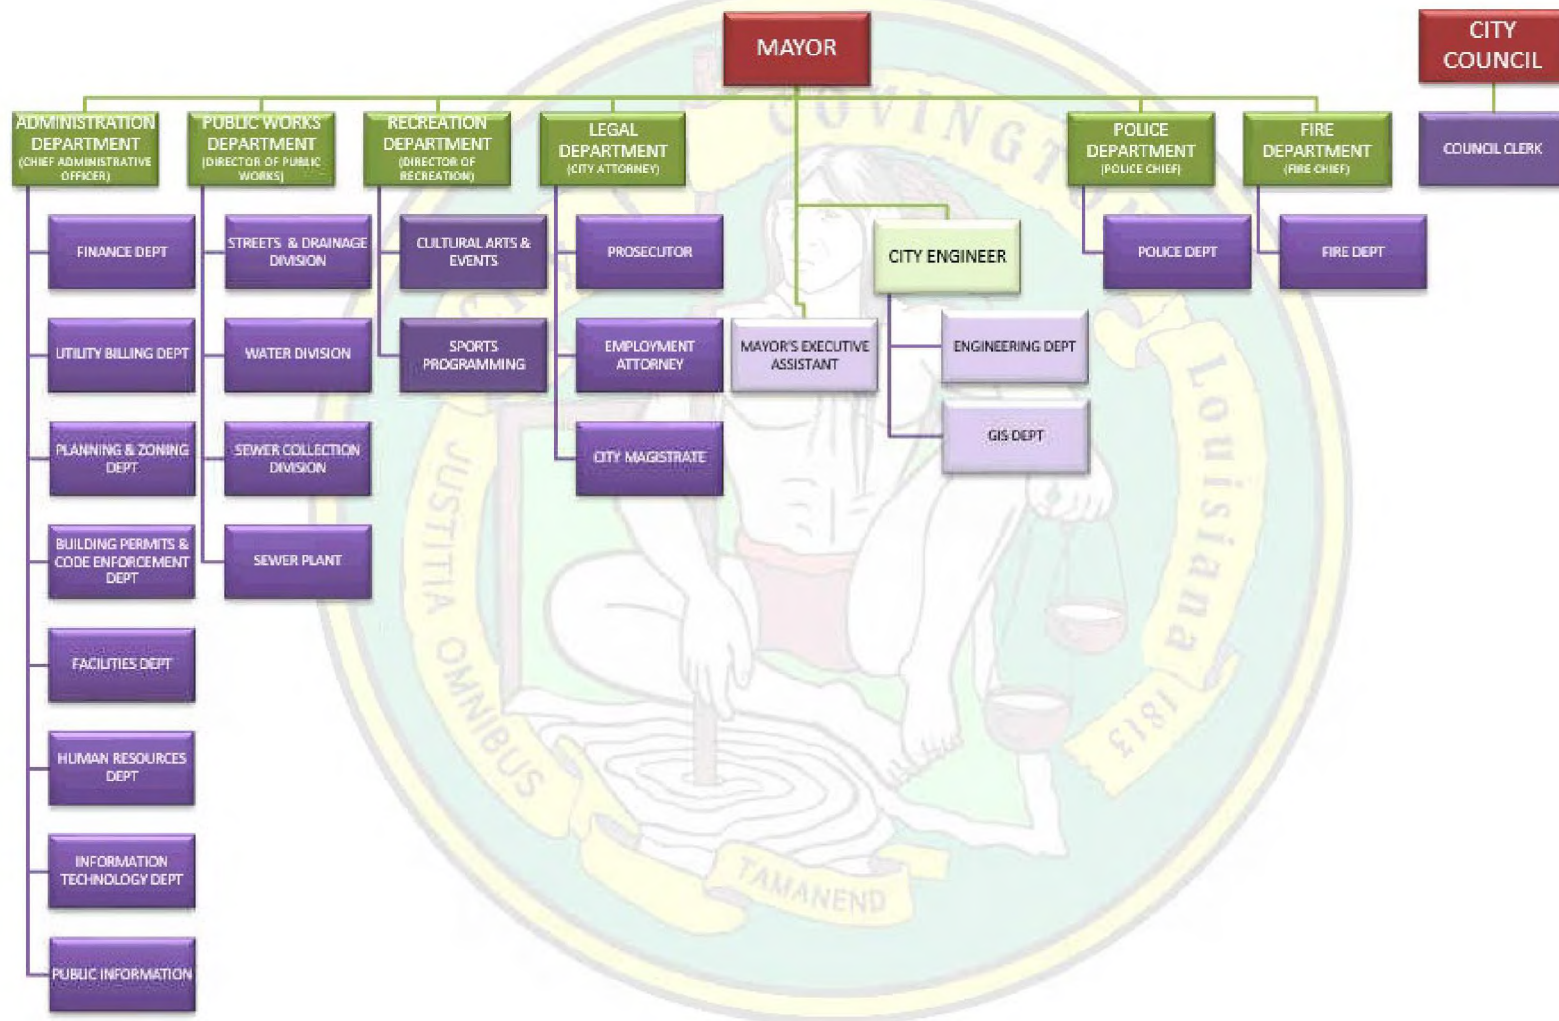 MAYOR
CITY
COUNCIL
ADMINISTRATION
DEPARTMENT
(CHIEF ADMINISTRATIVE
OFFICER)
PUBLIC WORKS
DEPARTMENT
(DIRECTOR OF PUBLIC
WORKS)
RECREATION
DEPARTMENT
(DIRECTOR OF
RECREATION)
LEGAL
DEPARTMENT
(CITY ATTORNEY)
POLICE
DEPARTMENT
(POLICE CHIEF)
FIRE
DEPARTMENT
(FIRE CHIEF)
COUNCIL CLERK
FINANCE DEPT
STREETS & DRAINAGE
DIVISION
CULTURAL ARTS &
EVENTS
PROSECUTOR
CITY ENGINEER
POLICE DEPT
FIRE DEPT
UTILITY BILLING DEPT
WATER DIVISION
SPORTS
PROGRAMMING
EMPLOYMENT
ATTORNEY
MAYOR'S EXECUTIVE
ASSISTANT
ENGINEERING DEPT
PLANNING & ZONING
DEPT
SEWER COLLECTION
DIVISION
CITY MAGISTRATE
GIS DEPT
BUILDING PERMITS &
CODE ENFORCEMENT
DEPT
SEWER PLANT
FACILITIES DEPT
HUMAN RESOURCES
DEPT
INFORMATION
TECHNOLOGY DEPT
PUBLIC INFORMATION
COVINGTON
Louisiana 1813
JUSTITIA OMNIBUS
TAMANEND